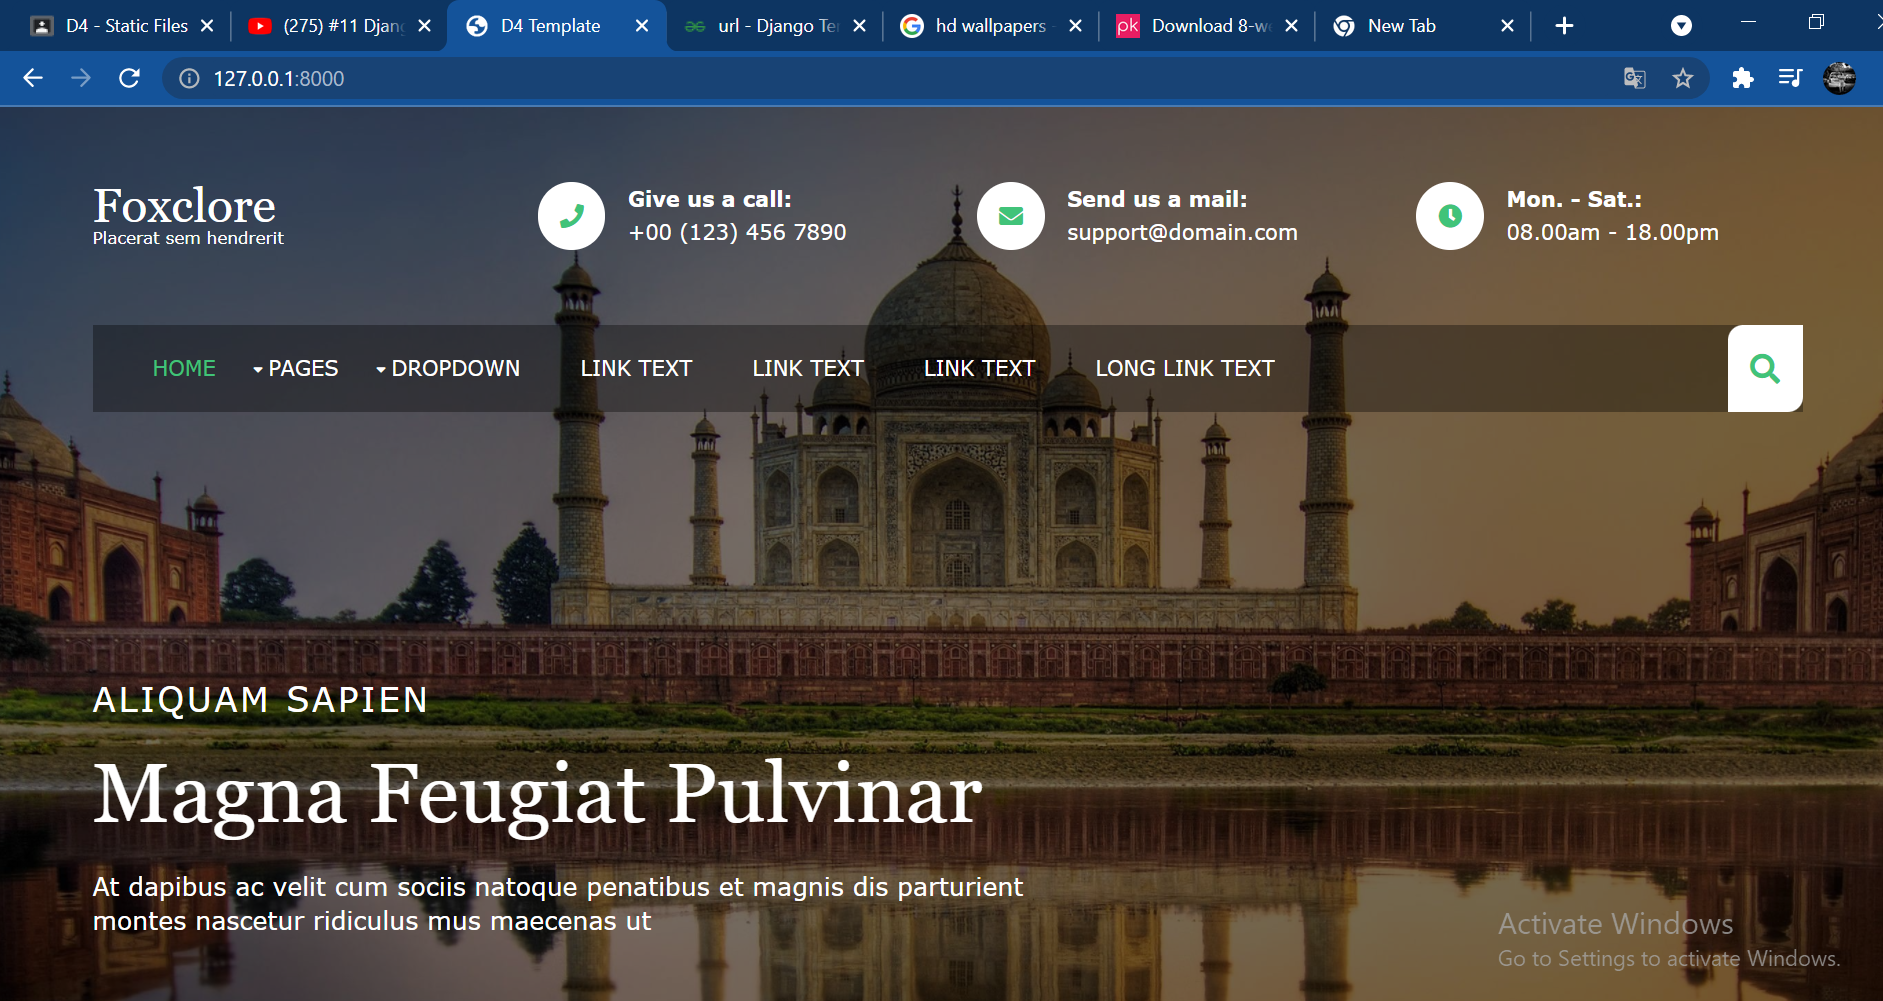 D4 - Static Files
(275) #11 Djang
D4 Template
url - Django Te
hd wallpapers -
pk
Download 8-w
New Tab
127.0.0.1:8000
Foxclore
Placerat sem hendrerit
Give us a call:
+00 (123) 456 7890
Send us a mail:
support@domain.com
Mon. - Sat.:
08.00am - 18.00pm
HOME
PAGES
DROPDOWN
LINK TEXT
LINK TEXT
LINK TEXT
LONG LINK TEXT
ALIQUAM SAPIEN
Magna Feugiat Pulvinar
At dapibus ac velit cum sociis natoque penatibus et magnis dis parturient
montes nascetur ridiculus mus maecenas ut
Activate Windows
Go to Settings to activate Windows.